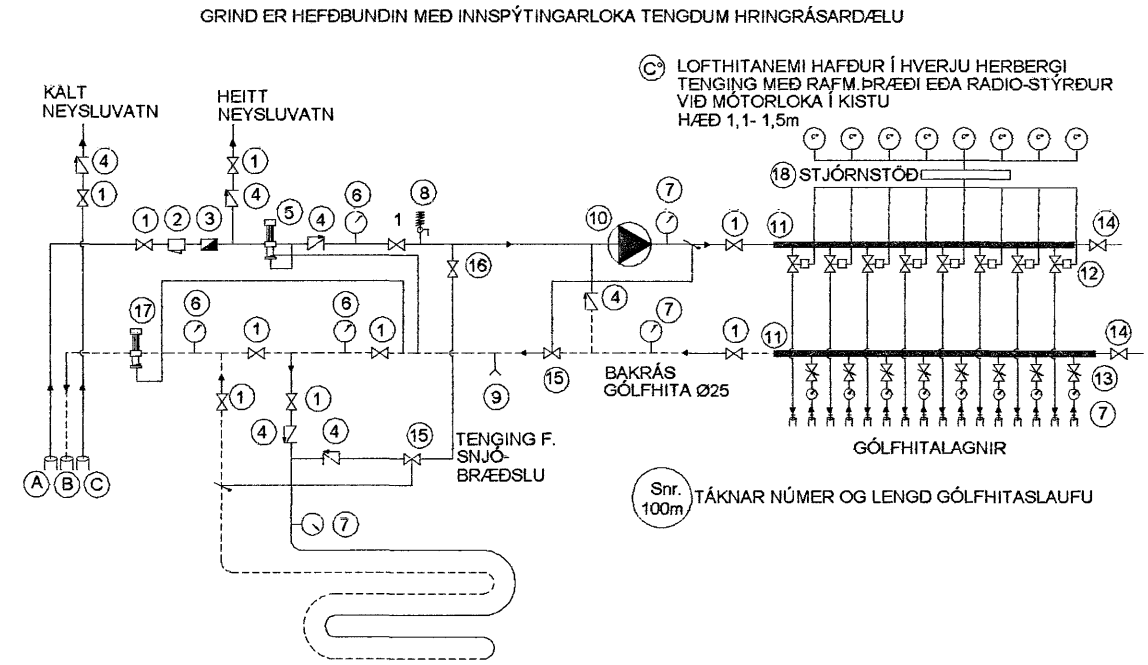 GRIND ER HEFÐBUNDIN MEÐ INNSPÝTINGARLOKA TENGDUM HRINGRÁSARDÆLU
C° LOFTHITANEMI HAFÐUR Í HVERJU HERBERGI
TENGING MEÐ RAFM.ÞRÆÐI EÐA RADIO-STÝRÐUR
VIÐ MÓTORLOKA Í KISTU
HÆÐ 1,1- 1,5m
KALT
NEYSLUVATN
HEITT
NEYSLUVATN
4
1
1
4
C° C° C° C° C° C° C° C°
18 STJÓRNSTÖÐ
1 2 3 5 4 6 1 8 10 7 1 11 14
16
12
4
17 6 1 6 1 7 1 11 14
9
15
BAKRÁS
GÓLFHITA Ø25
13
7
1 1
4 4 15
TENGING F.
SNJÓ-
BRÆÐSLU
GÓLFHITALAGNIR
A B C
Snr.
100m
TÁKNAR NÚMER OG LENGD GÓLFHITASLAUFU
7